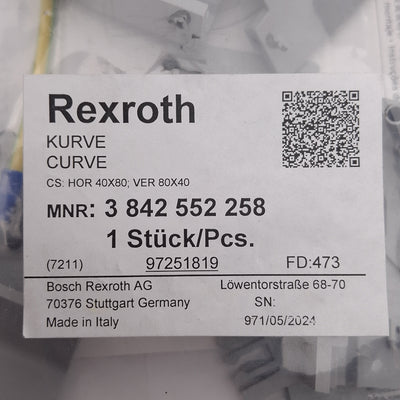 Rexroth
KURVE
CURVE
CS: HOR 40X80; VER 80X40
MNR: 3 842 552 258
1 Stück/Pcs.
(7211) 97251819 FD:473
Bosch Rexroth AG Löwentorstraße 68-70
70376 Stuttgart Germany SN:
Made in Italy 971/05/2024